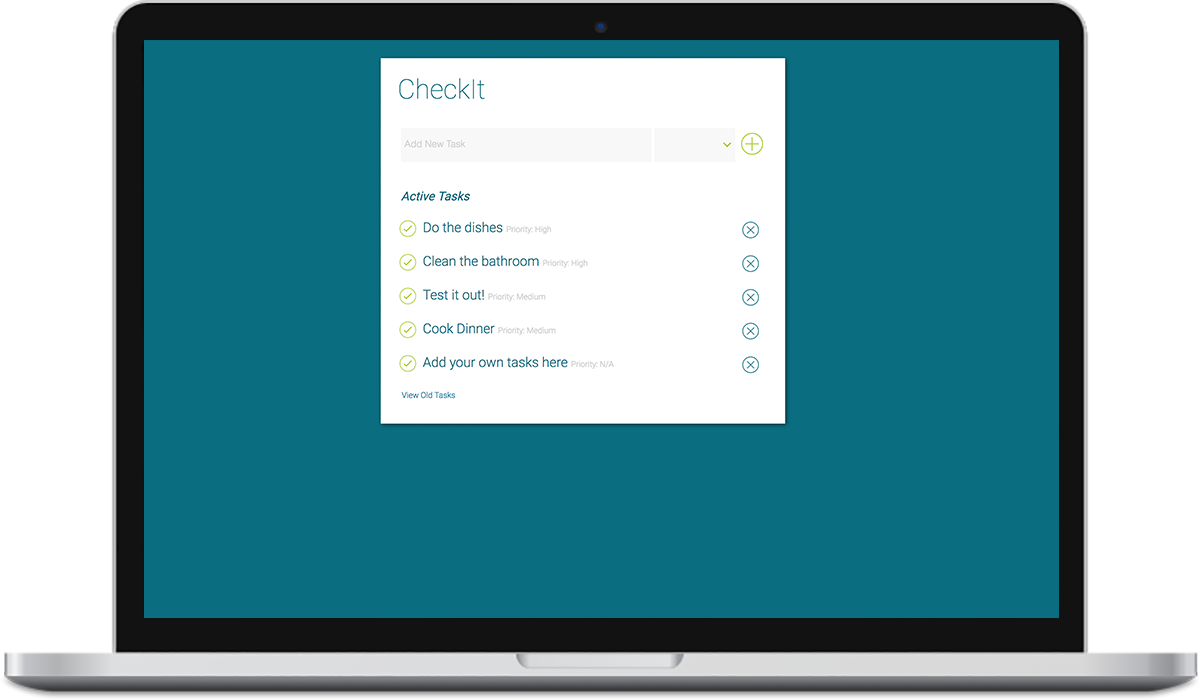 CheckIt
Add New Task
Active Tasks
Do the dishes Priority: High
Clean the bathroom Priority: High
Test it out! Priority: Medium
Cook Dinner Priority: Medium
Add your own tasks here Priority: N/A
View Old Tasks